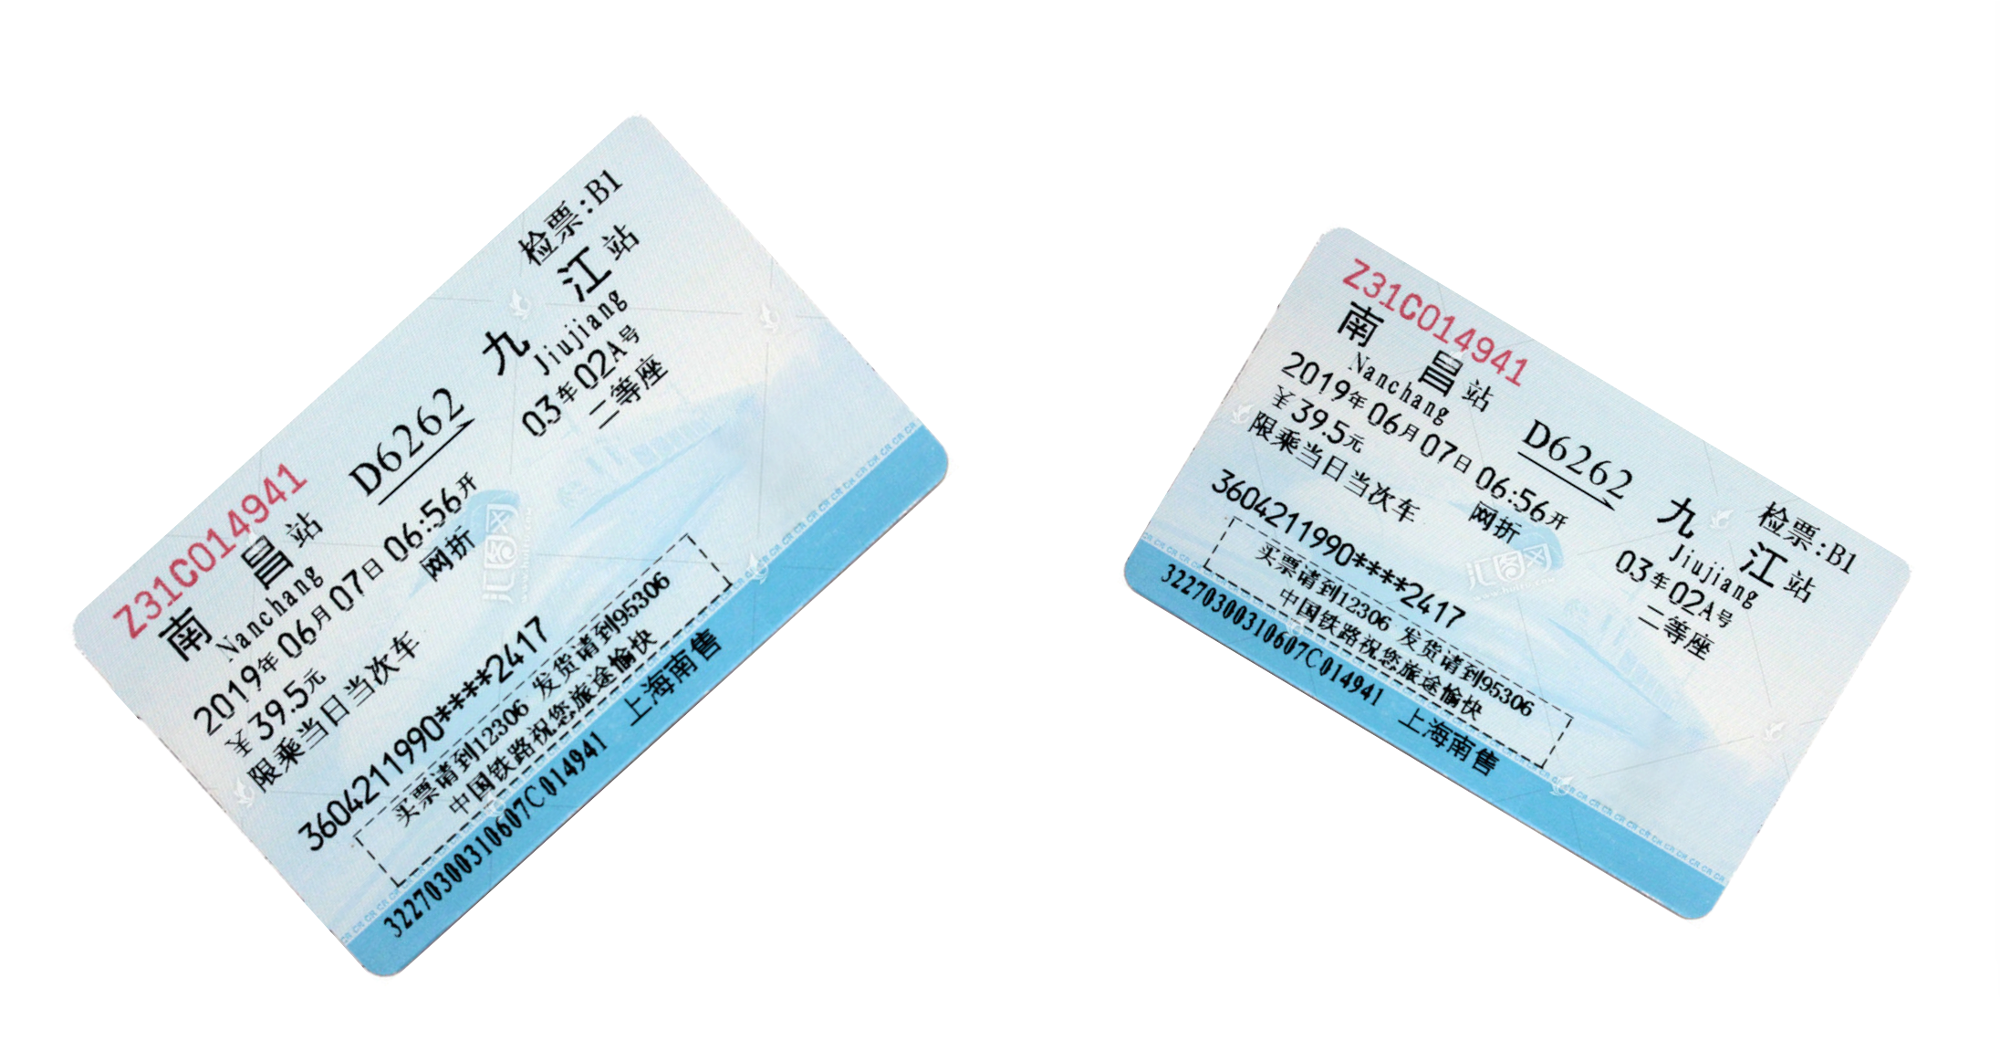 Z31C014941
检票:B1
南昌站
D6262
九江站
Nanchang
Jiujiang
2019年06月07日06:56开
03车02A号
¥39.5元
网折
二等座
限乘当日当次车
3604211990****2417
买票请到12306 发货请到95306
中国铁路祝您旅途愉快
32270300310607C014941 上海南售
汇图网
Z31C014941
检票:B1
南昌站
D6262
九江站
Nanchang
Jiujiang
2019年06月07日06:56开
03车02A号
¥39.5元
网折
二等座
限乘当日当次车
3604211990****2417
买票请到12306 发货请到95306
中国铁路祝您旅途愉快
32270300310607C014941 上海南售
汇图网